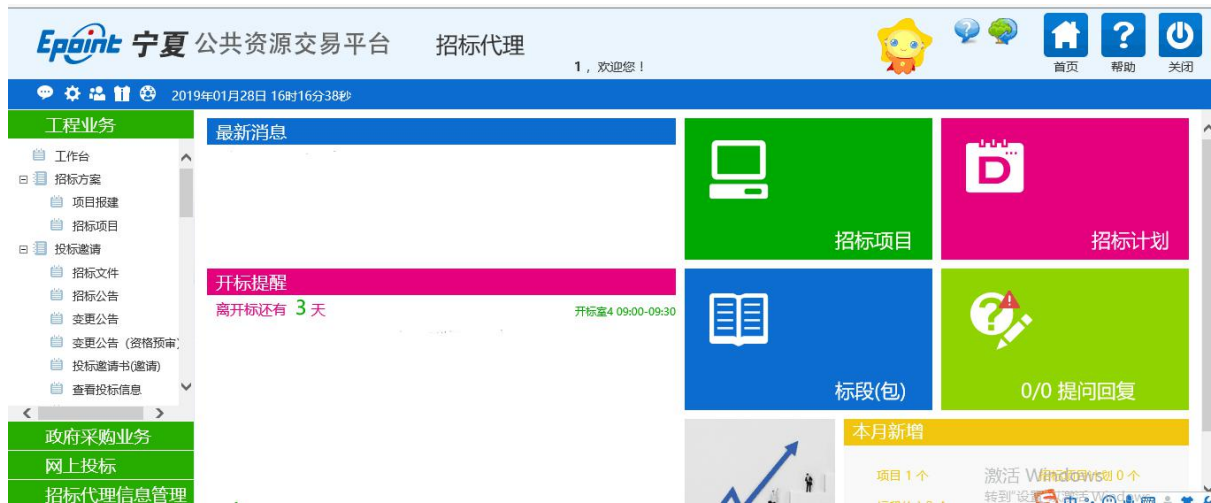 Epoint 宁夏 公共资源交易平台 招标代理
1，欢迎您！
首页 帮助 关闭
2019年01月28日 16时16分38秒
工程业务
工作台
招标方案
项目报建
招标项目
投标邀请
招标文件
招标公告
变更公告
变更公告（资格预审）
投标邀请书(邀请)
查看投标信息
政府采购业务
网上投标
招标代理信息管理
最新消息
开标提醒
离开标还有 3 天
开标室4 09:00-09:30
招标项目
招标计划
标段(包)
0/0 提问回复
本月新增
项目 1 个
激活 Windows
0 个
转到"设